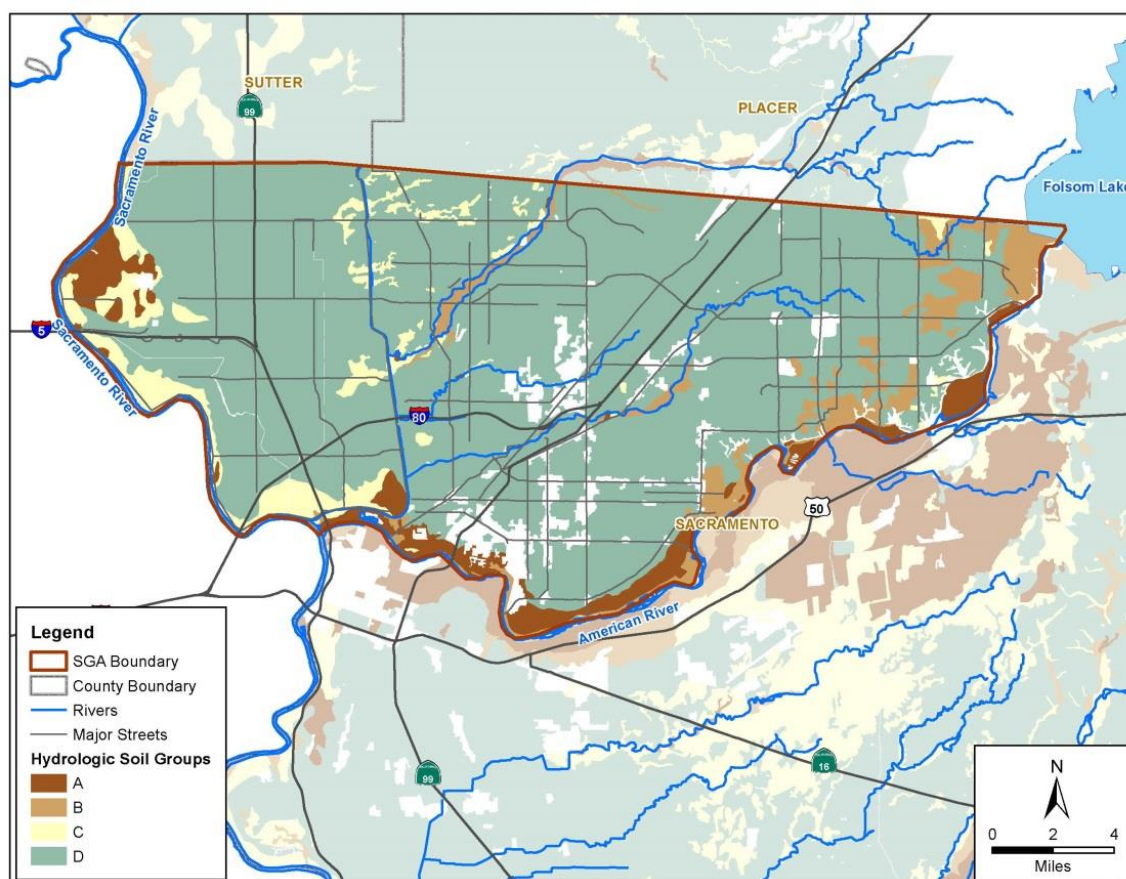 SUTTER
99
PLACER
Sacramento River
Folsom Lake
5
Sacramento River
80
50
SACRAMENTO
American River
99
16
Legend
SGA Boundary
County Boundary
Rivers
Major Streets
Hydrologic Soil Groups
A
B
C
D
N
0 2 4
Miles